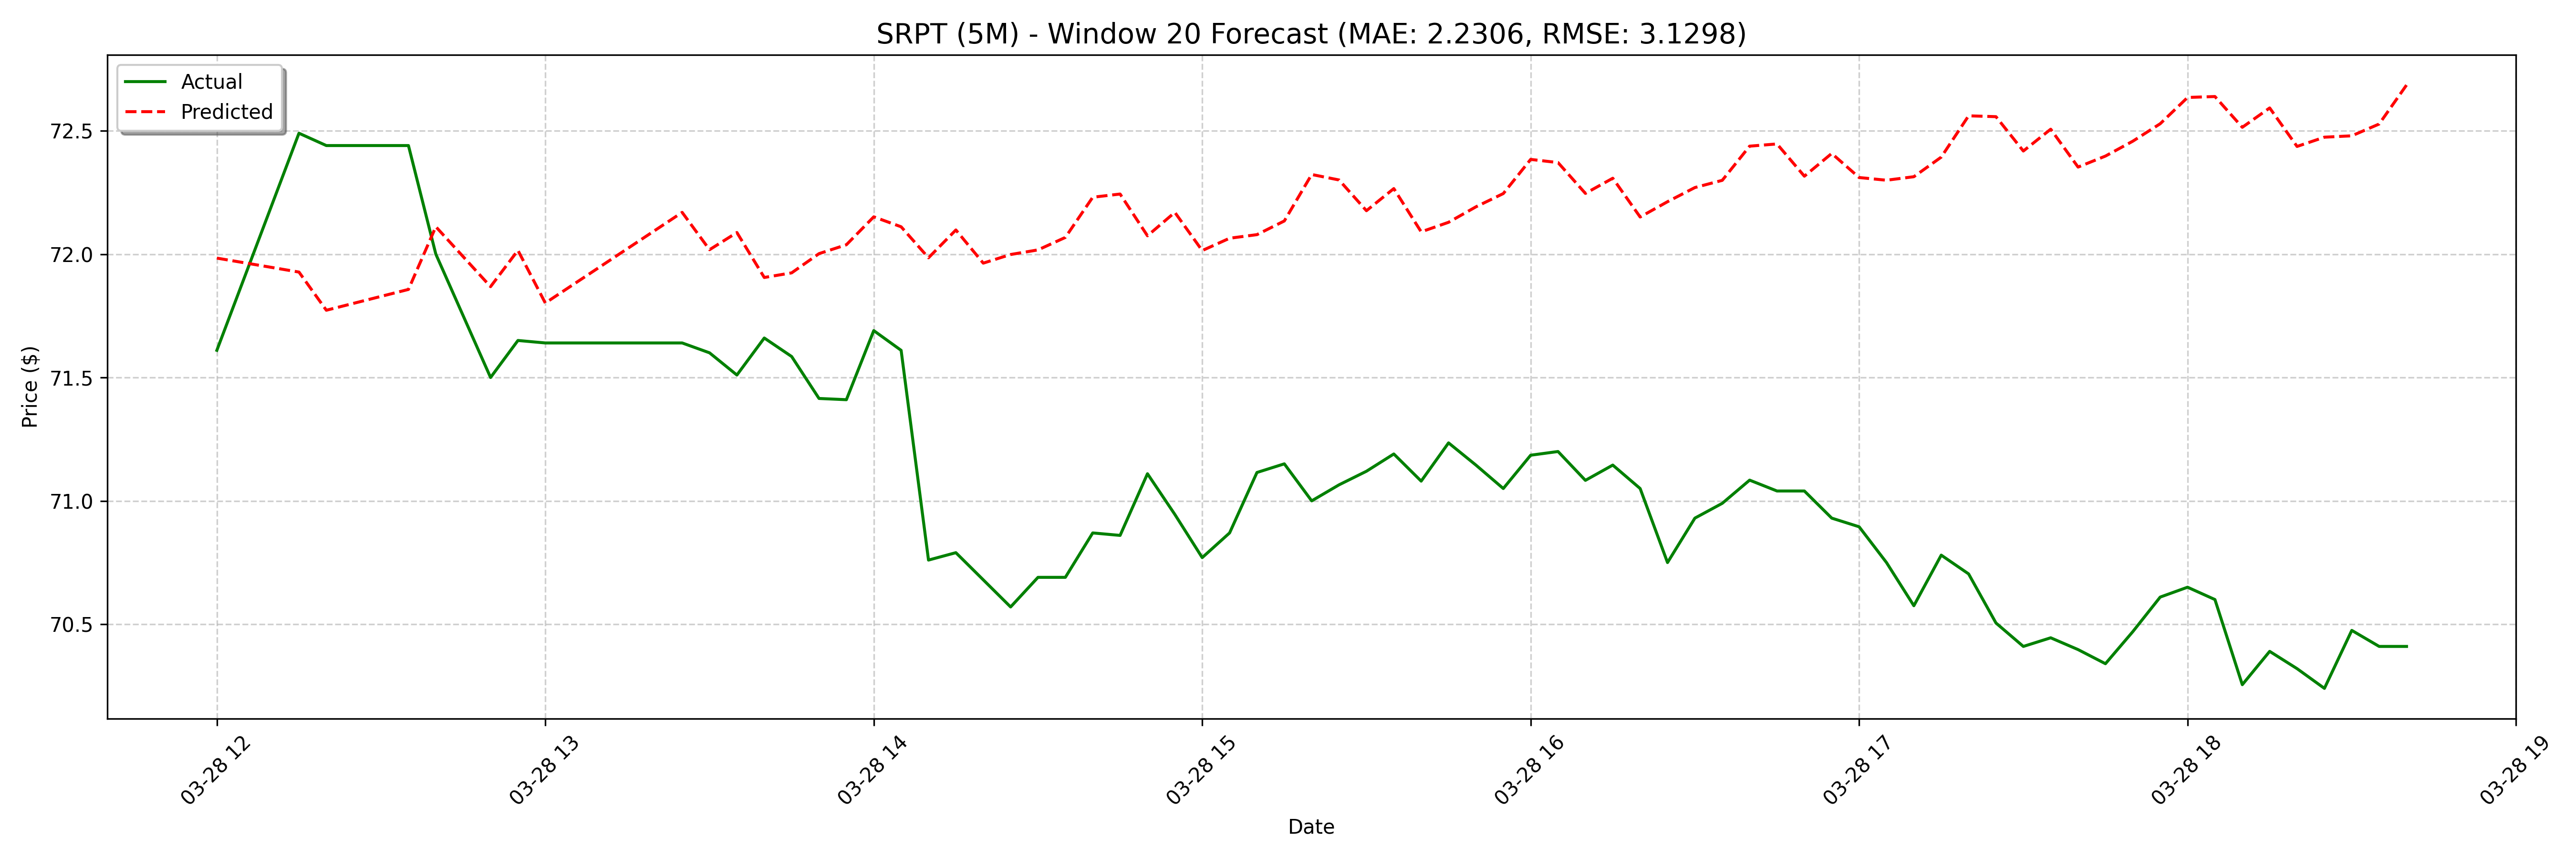 SRPT (5M) - Window 20 Forecast (MAE: 2.2306, RMSE: 3.1298)
Actual
Predicted
Price ($)
72.5
72.0
71.5
71.0
70.5
03-28 12
03-28 13
03-28 14
03-28 15
03-28 16
03-28 17
03-28 18
03-28 19
Date